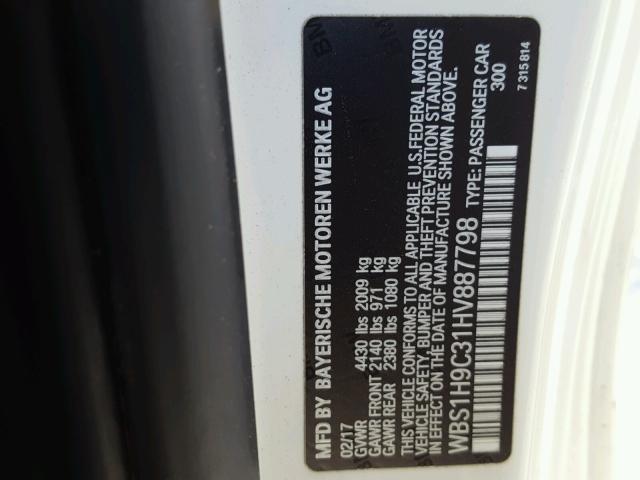 MFD BY BAYERISCHE MOTOREN WERKE AG
02/17
GVWR 4430 lbs 2009 kg
GAWR FRONT 2140 lbs 971 kg
GAWR REAR 2380 lbs 1080 kg
THIS VEHICLE CONFORMS TO ALL APPLICABLE U.S.FEDERAL MOTOR
VEHICLE SAFETY, BUMPER AND THEFT PREVENTION STANDARDS
IN EFFECT ON THE DATE OF MANUFACTURE SHOWN ABOVE.
WBS1H9C31HV887798 TYPE: PASSENGER CAR
300
7 315 814